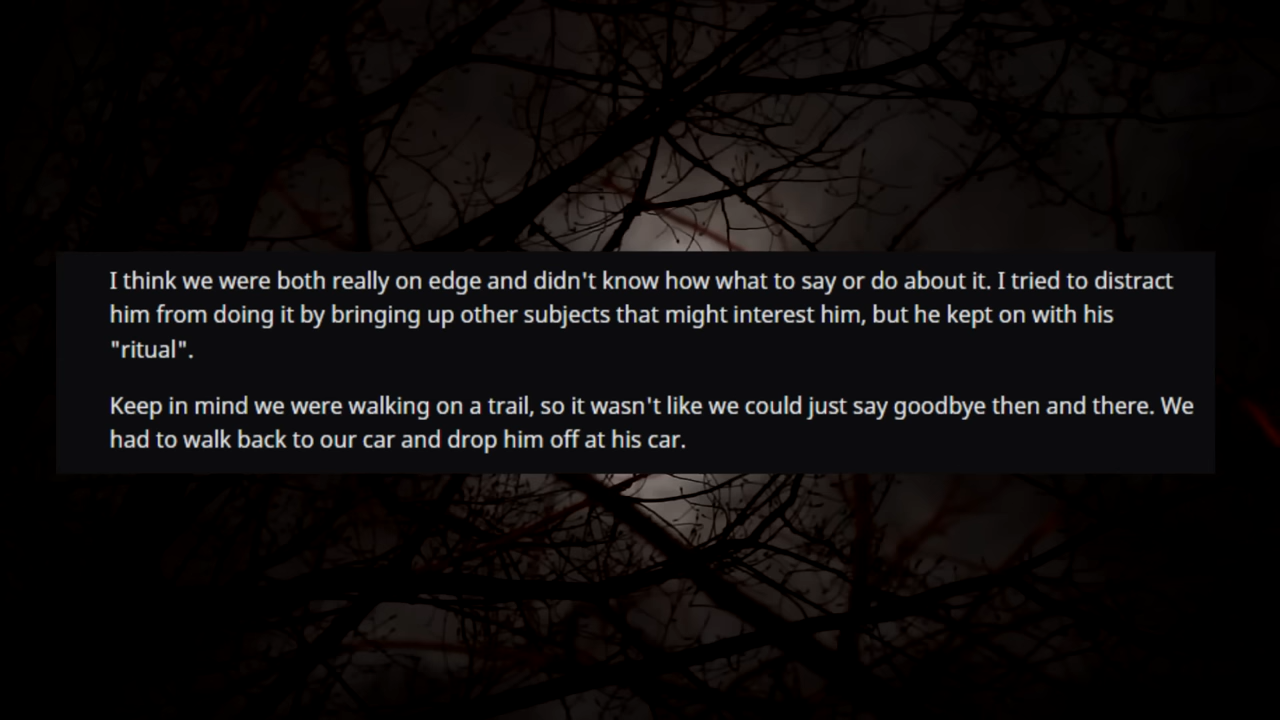 I think we were both really on edge and didn't know how what to say or do about it. I tried to distract
him from doing it by bringing up other subjects that might interest him, but he kept on with his
"ritual".
Keep in mind we were walking on a trail, so it wasn't like we could just say goodbye then and there. We
had to walk back to our car and drop him off at his car.